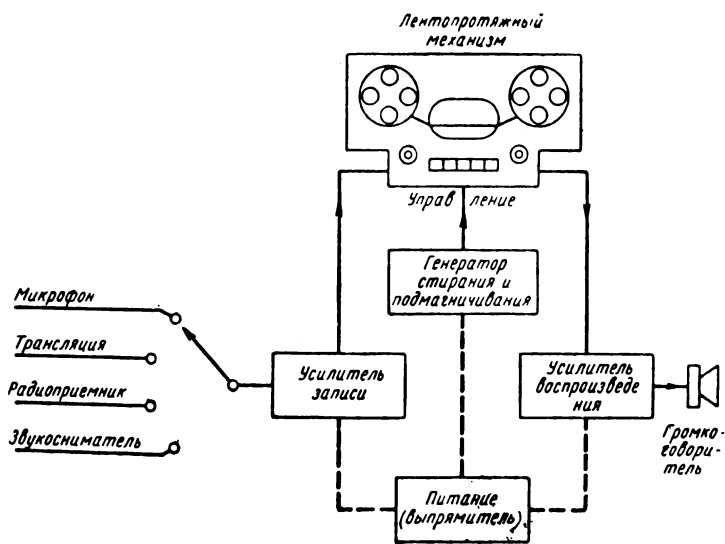 Лентопротяжный
механизм
Управ ление
Генератор
стирания и
подмагничивания
Микрофон
Трансляция
Радиоприемник
Звукосниматель
Усилитель
записи
Усилитель
воспроизведе
ния
Громко-
говори-
тель
Питание
(выпрямитель)